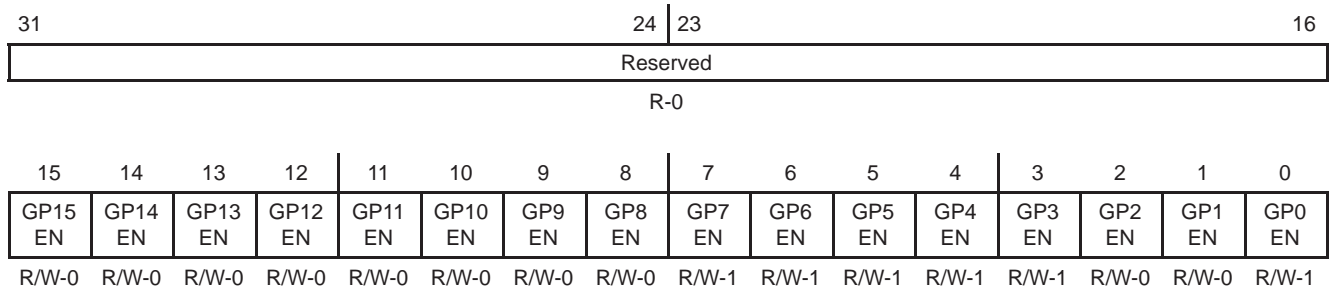 31 24 23 16
Reserved
R-0
15 14 13 12 11 10 9 8 7 6 5 4 3 2 1 0
GP15 GP14 GP13 GP12 GP11 GP10 GP9 GP8 GP7 GP6 GP5 GP4 GP3 GP2 GP1 GP0
EN EN EN EN EN EN EN EN EN EN EN EN EN EN EN EN
R/W-0 R/W-0 R/W-0 R/W-0 R/W-0 R/W-0 R/W-0 R/W-0 R/W-1 R/W-1 R/W-1 R/W-1 R/W-1 R/W-0 R/W-0 R/W-1